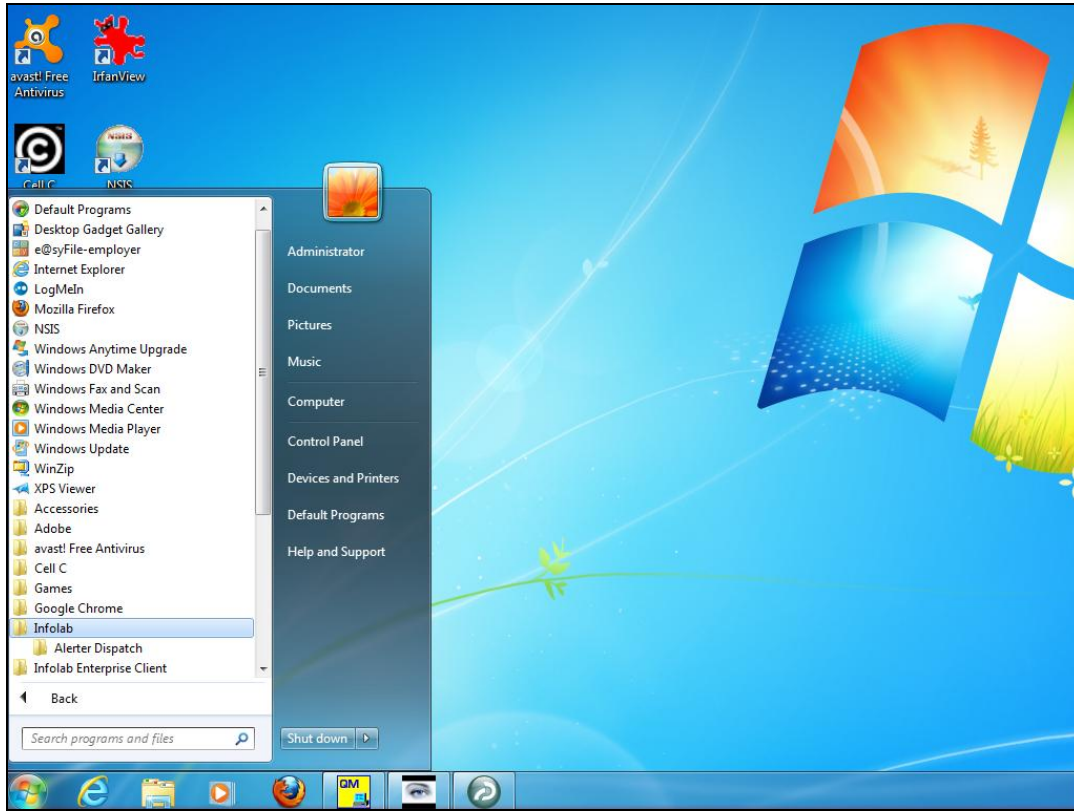 avast! Free
Antivirus
IrfanView
Cell C
NSIS
NSIS
Default Programs
Desktop Gadget Gallery
e@syFile-employer
Internet Explorer
LogMeIn
Mozilla Firefox
NSIS
Windows Anytime Upgrade
Windows DVD Maker
Windows Fax and Scan
Windows Media Center
Windows Media Player
Windows Update
WinZip
XPS Viewer
Accessories
Adobe
avast! Free Antivirus
Cell C
Games
Google Chrome
Infolab
Alerter Dispatch
Infolab Enterprise Client
Back
Search programs and files
Administrator
Documents
Pictures
Music
Computer
Control Panel
Devices and Printers
Default Programs
Help and Support
Shut down
QM